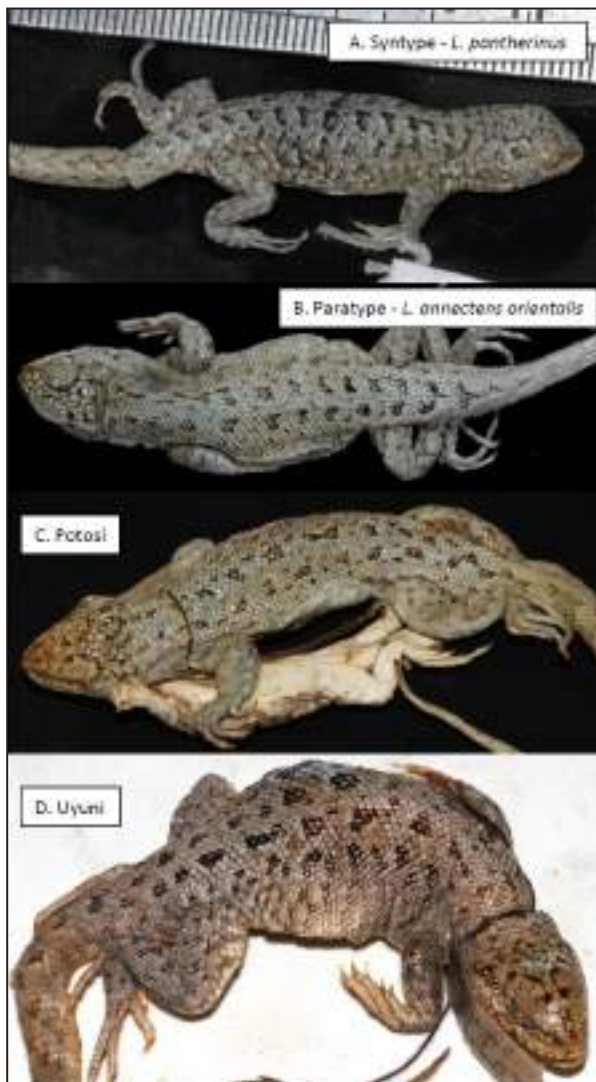 A. Syntype - L. pantherinus
B. Paratype - L. annectens orientalis
C. Potosi
D. Uyuni